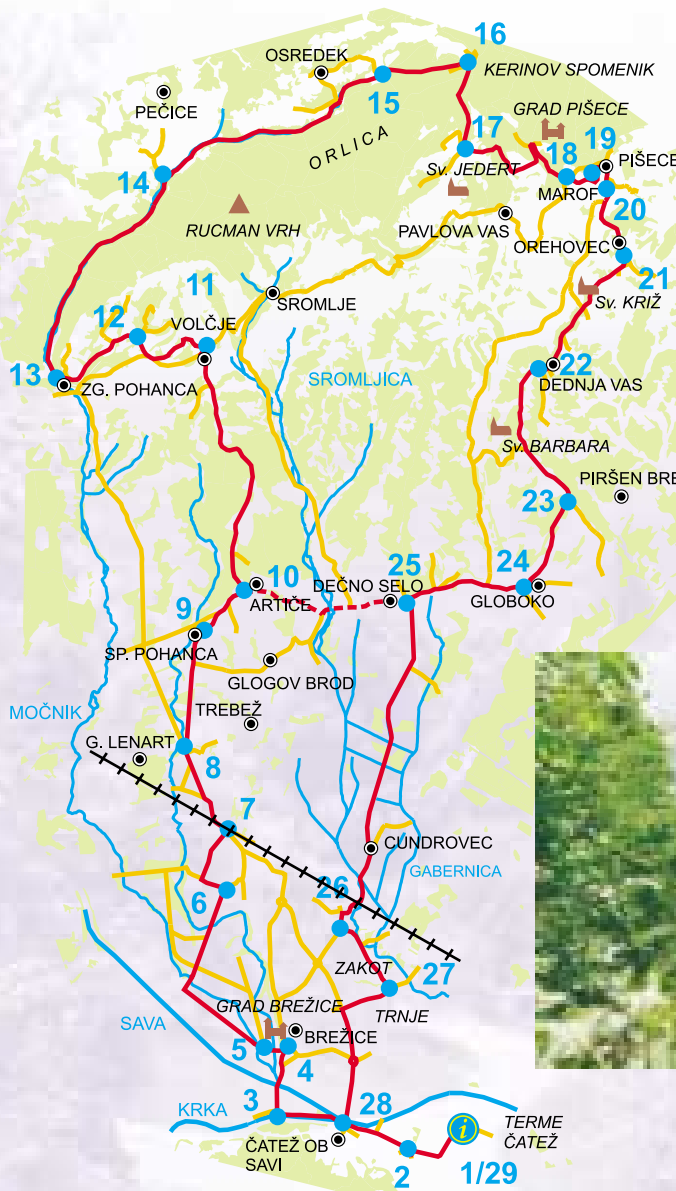 16
OSREDEK
KERINOV SPOMENIK
15
PEČICE
GRAD PIŠECE
ORLICA
17
19
18
PIŠECE
14
Sv. JEDERT
MAROF
20
PAVLOVA VAS
RUCMAN VRH
OREHOVEC
21
11
SROMLJE
Sv. KRIŽ
12
VOLČJE
22
13
ZG. POHANCA
SROMLJICA
DEDNJA VAS
Sv. BARBARA
23
PIRŠEN BRE
10
25
24
DEČNO SELO
ARTIČE
GLOBOKO
9
SP. POHANCA
GLOGOV BROD
MOČNIK
TREBEŽ
G. LENART
8
7
CUNDROVEC
GABERNICA
26
6
ZAKOT
27
GRAD BREŽICE
TRNJE
SAVA
BREŽICE
5
4
KRKA
3
28
TERME
ČATEŽ
ČATEŽ OB
SAVI
i
2
1/29